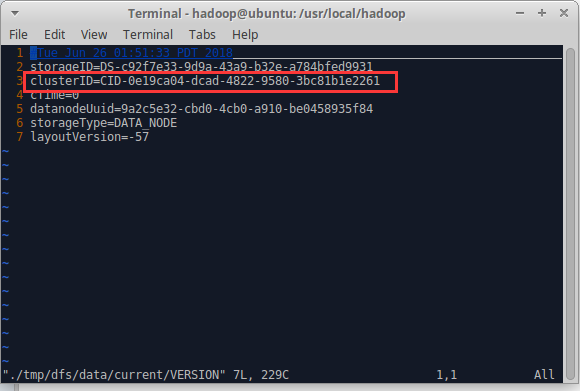 Terminal - hadoop@ubuntu: /usr/local/hadoop
File Edit View Terminal Tabs Help
1 #Tue Jun 26 01:51:33 PDT 2018
2 storageID=DS-c92f7e33-9d9a-43a9-b32e-a784bfed9931
3 clusterID=CID-0e19ca04-dcad-4822-9580-3bc81b1e2261
4 cTime=0
5 datanodeUuid=9a2c5e32-cbd0-4cb0-a910-be0458935f84
6 storageType=DATA_NODE
7 layoutVersion=-57
~
~
~
~
~
~
~
~
~
~
~
~
~
"./tmp/dfs/data/current/VERSION" 7L, 229C 1,1 All